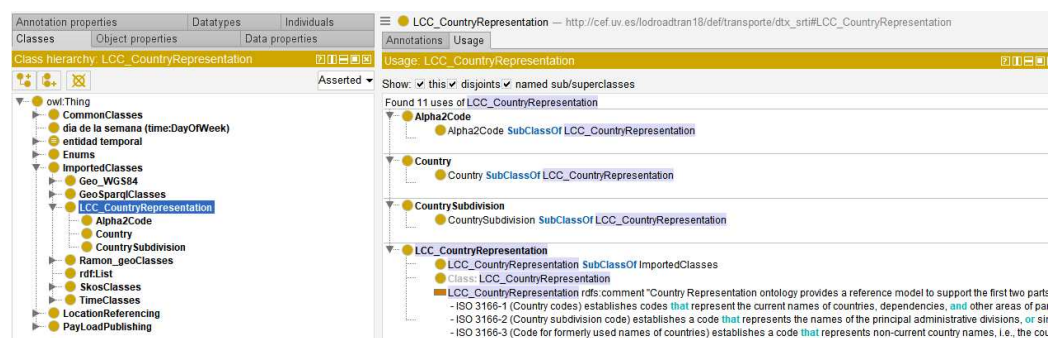 Annotation properties
Datatypes
Individuals
Classes
Object properties
Data properties
Class hierarchy: LCC_CountryRepresentation
Asserted
owl:Thing
CommonClasses
día de la semana (time:DayOfWeek)
entidad temporal
Enums
ImportedClasses
Geo_WGS84
GeoSparqlClasses
LCC_CountryRepresentation
Alpha2Code
Country
CountrySubdivision
Ramon_geoClasses
rdf:List
SkosClasses
TimeClasses
LocationReferencing
PayLoadPublishing
LCC_CountryRepresentation — http://cef.uv.es/lodroadtran18/def/transporte/dtx_srti#LCC_CountryRepresentation
Annotations Usage
Usage: LCC_CountryRepresentation
Show: this disjoints named sub/superclasses
Found 11 uses of LCC_CountryRepresentation
Alpha2Code
Alpha2Code SubClassOf LCC_CountryRepresentation
Country
Country SubClassOf LCC_CountryRepresentation
CountrySubdivision
CountrySubdivision SubClassOf LCC_CountryRepresentation
LCC_CountryRepresentation
LCC_CountryRepresentation SubClassOf ImportedClasses
Class: LCC_CountryRepresentation
LCC_CountryRepresentation rdfs:comment "Country Representation ontology provides a reference model to support the first two parts
- ISO 3166-1 (Country codes) establishes codes that represent the current names of countries, dependencies, and other areas of par
- ISO 3166-2 (Country subdivision code) establishes a code that represents the names of the principal administrative divisions, or sin
- ISO 3166-3 (Code for formerly used names of countries) establishes a code that represents non-current country names, i.e., the cou